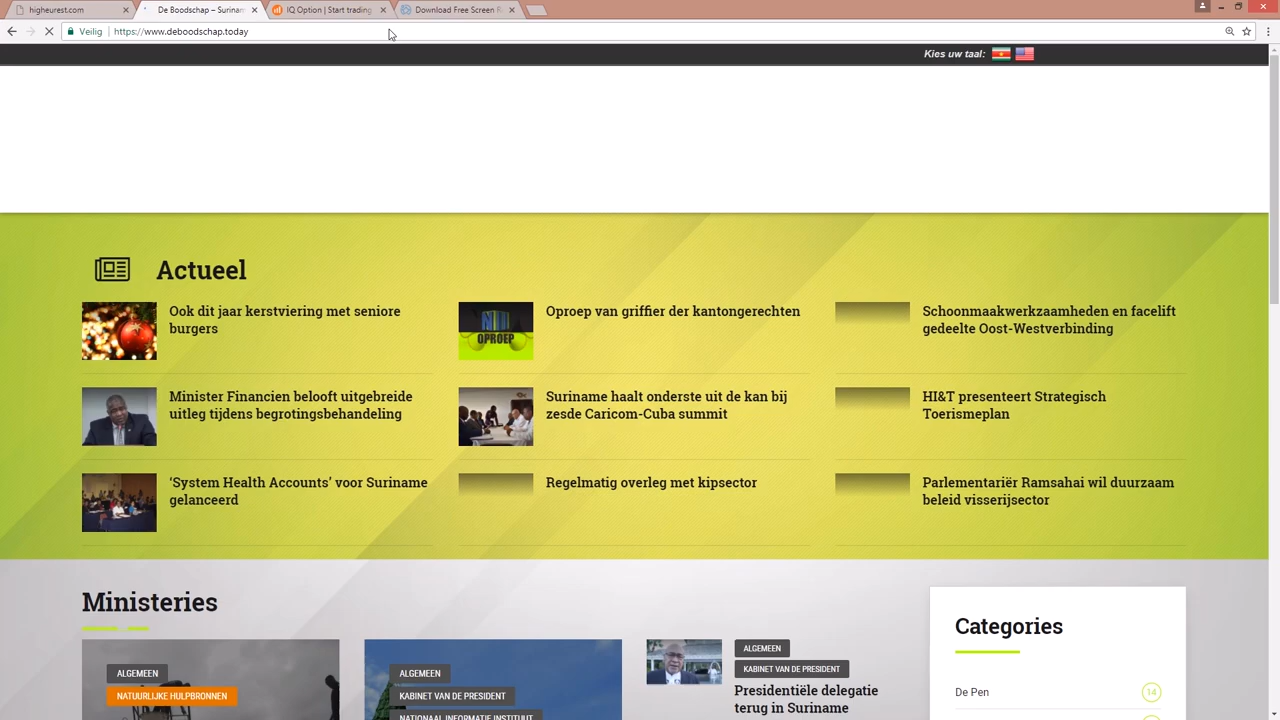 higheurest.com
De Boodschap – Surinam
IQ Option | Start trading
Download Free Screen R
Veilig
https://www.deboodschap.today
Kies uw taal:
Actueel
Ook dit jaar kerstviering met seniore
burgers
OPROEP
Oproep van griffier der kantongerechten
Schoonmaakwerkzaamheden en facelift
gedeelte Oost-Westverbinding
Minister Financien belooft uitgebreide
uitleg tijdens begrotingsbehandeling
Suriname haalt onderste uit de kan bij
zesde Caricom-Cuba summit
HI&T presenteert Strategisch
Toerismeplan
‘System Health Accounts’ voor Suriname
gelanceerd
Regelmatig overleg met kipsector
Parlementariër Ramsahai wil duurzaam
beleid visserijsector
Ministeries
ALGEMEEN
NATUURLIJKE HULPBRONNEN
ALGEMEEN
KABINET VAN DE PRESIDENT
NATIONAAL INFORMATIE INSTITUUT
ALGEMEEN
KABINET VAN DE PRESIDENT
Presidentiële delegatie
terug in Suriname
Categories
De Pen
14